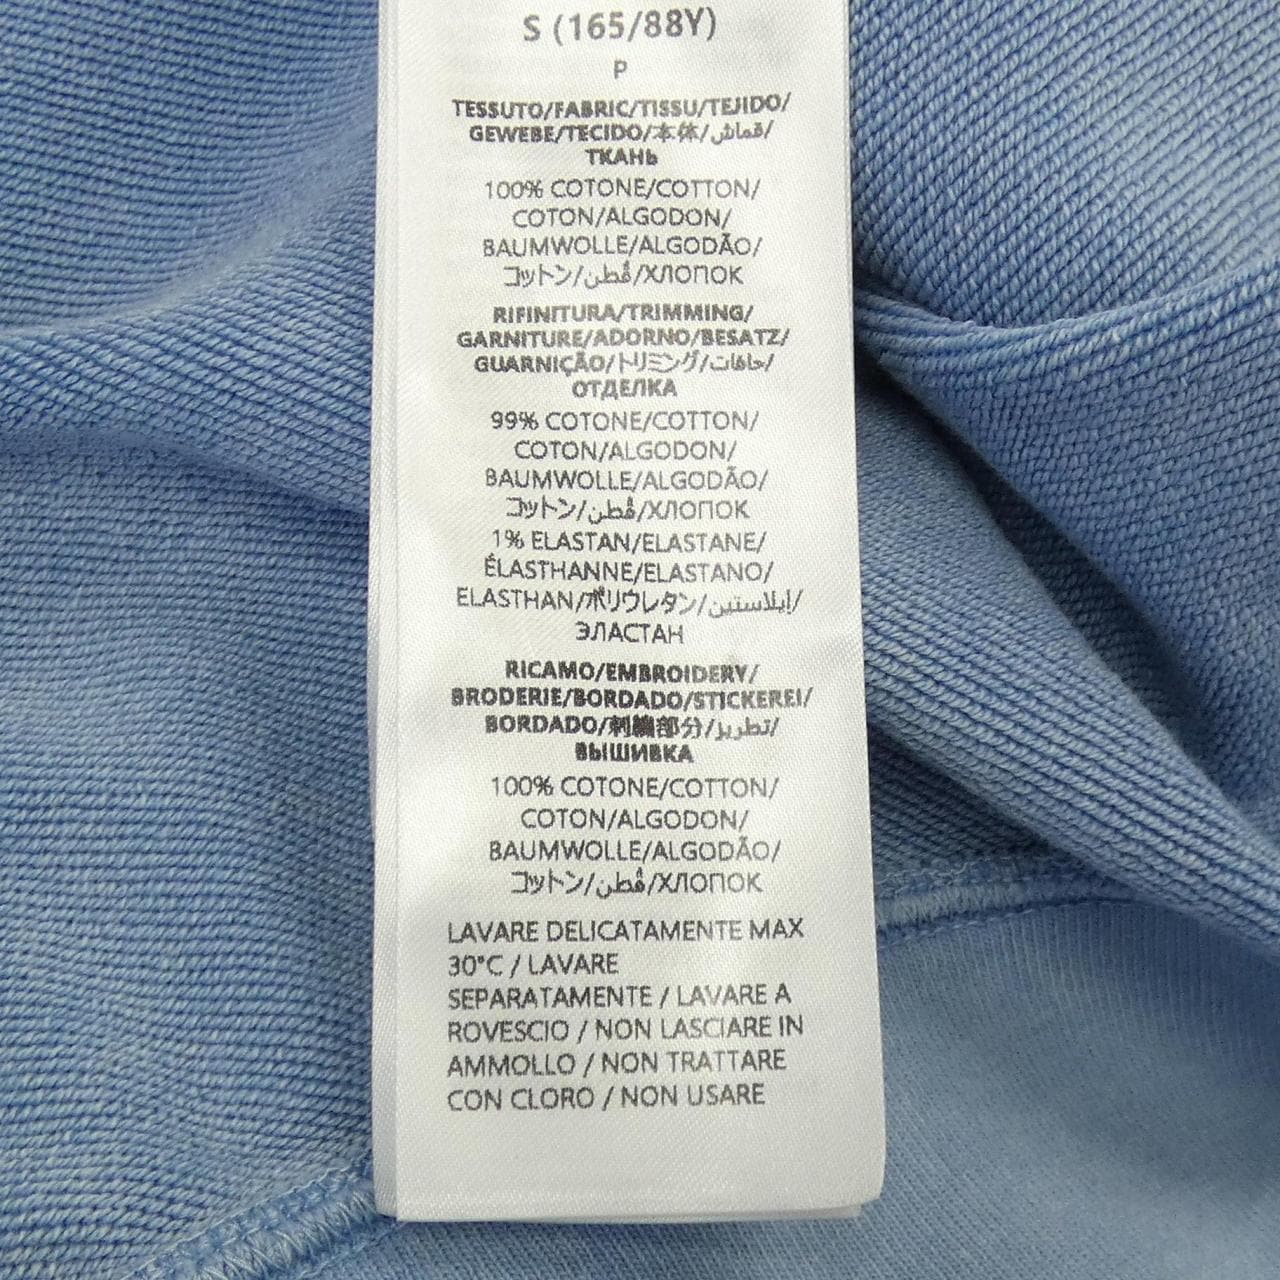 S (165/88Y)
P
TESSUTO/FABRIC/TISSU/TEJIDO/
GEWEBE/TECIDO/本体/قماش/
ТКАНЬ
100% COTONE/COTTON/
COTON/ALGODON/
BAUMWOLLE/ALGODÃO/
コットン/قُطن/ХЛОПОК
RIFINITURA/TRIMMING/
GARNITURE/ADORNO/BESATZ/
GUARNIÇÃO/トリミング/حافات/
ОТДЕЛКА
99% COTONE/COTTON/
COTON/ALGODON/
BAUMWOLLE/ALGODÃO/
コットン/قُطن/ХЛОПОК
1% ELASTAN/ELASTANE/
ÉLASTHANNE/ELASTANO/
ELASTHAN/ポリウレタン/إيلاستين/
ЭЛАСТАН
RICAMO/EMBROIDERY/
BRODERIE/BORDADO/STICKEREI/
BORDADO/刺繍部分/تطريز/
ВЫШИВКА
100% COTONE/COTTON/
COTON/ALGODON/
BAUMWOLLE/ALGODÃO/
コットン/قُطن/ХЛОПОК
LAVARE DELICATAMENTE MAX
30°C / LAVARE
SEPARATAMENTE / LAVARE A
ROVESCIO / NON LASCIARE IN
AMMOLLO / NON TRATTARE
CON CLORO / NON USARE